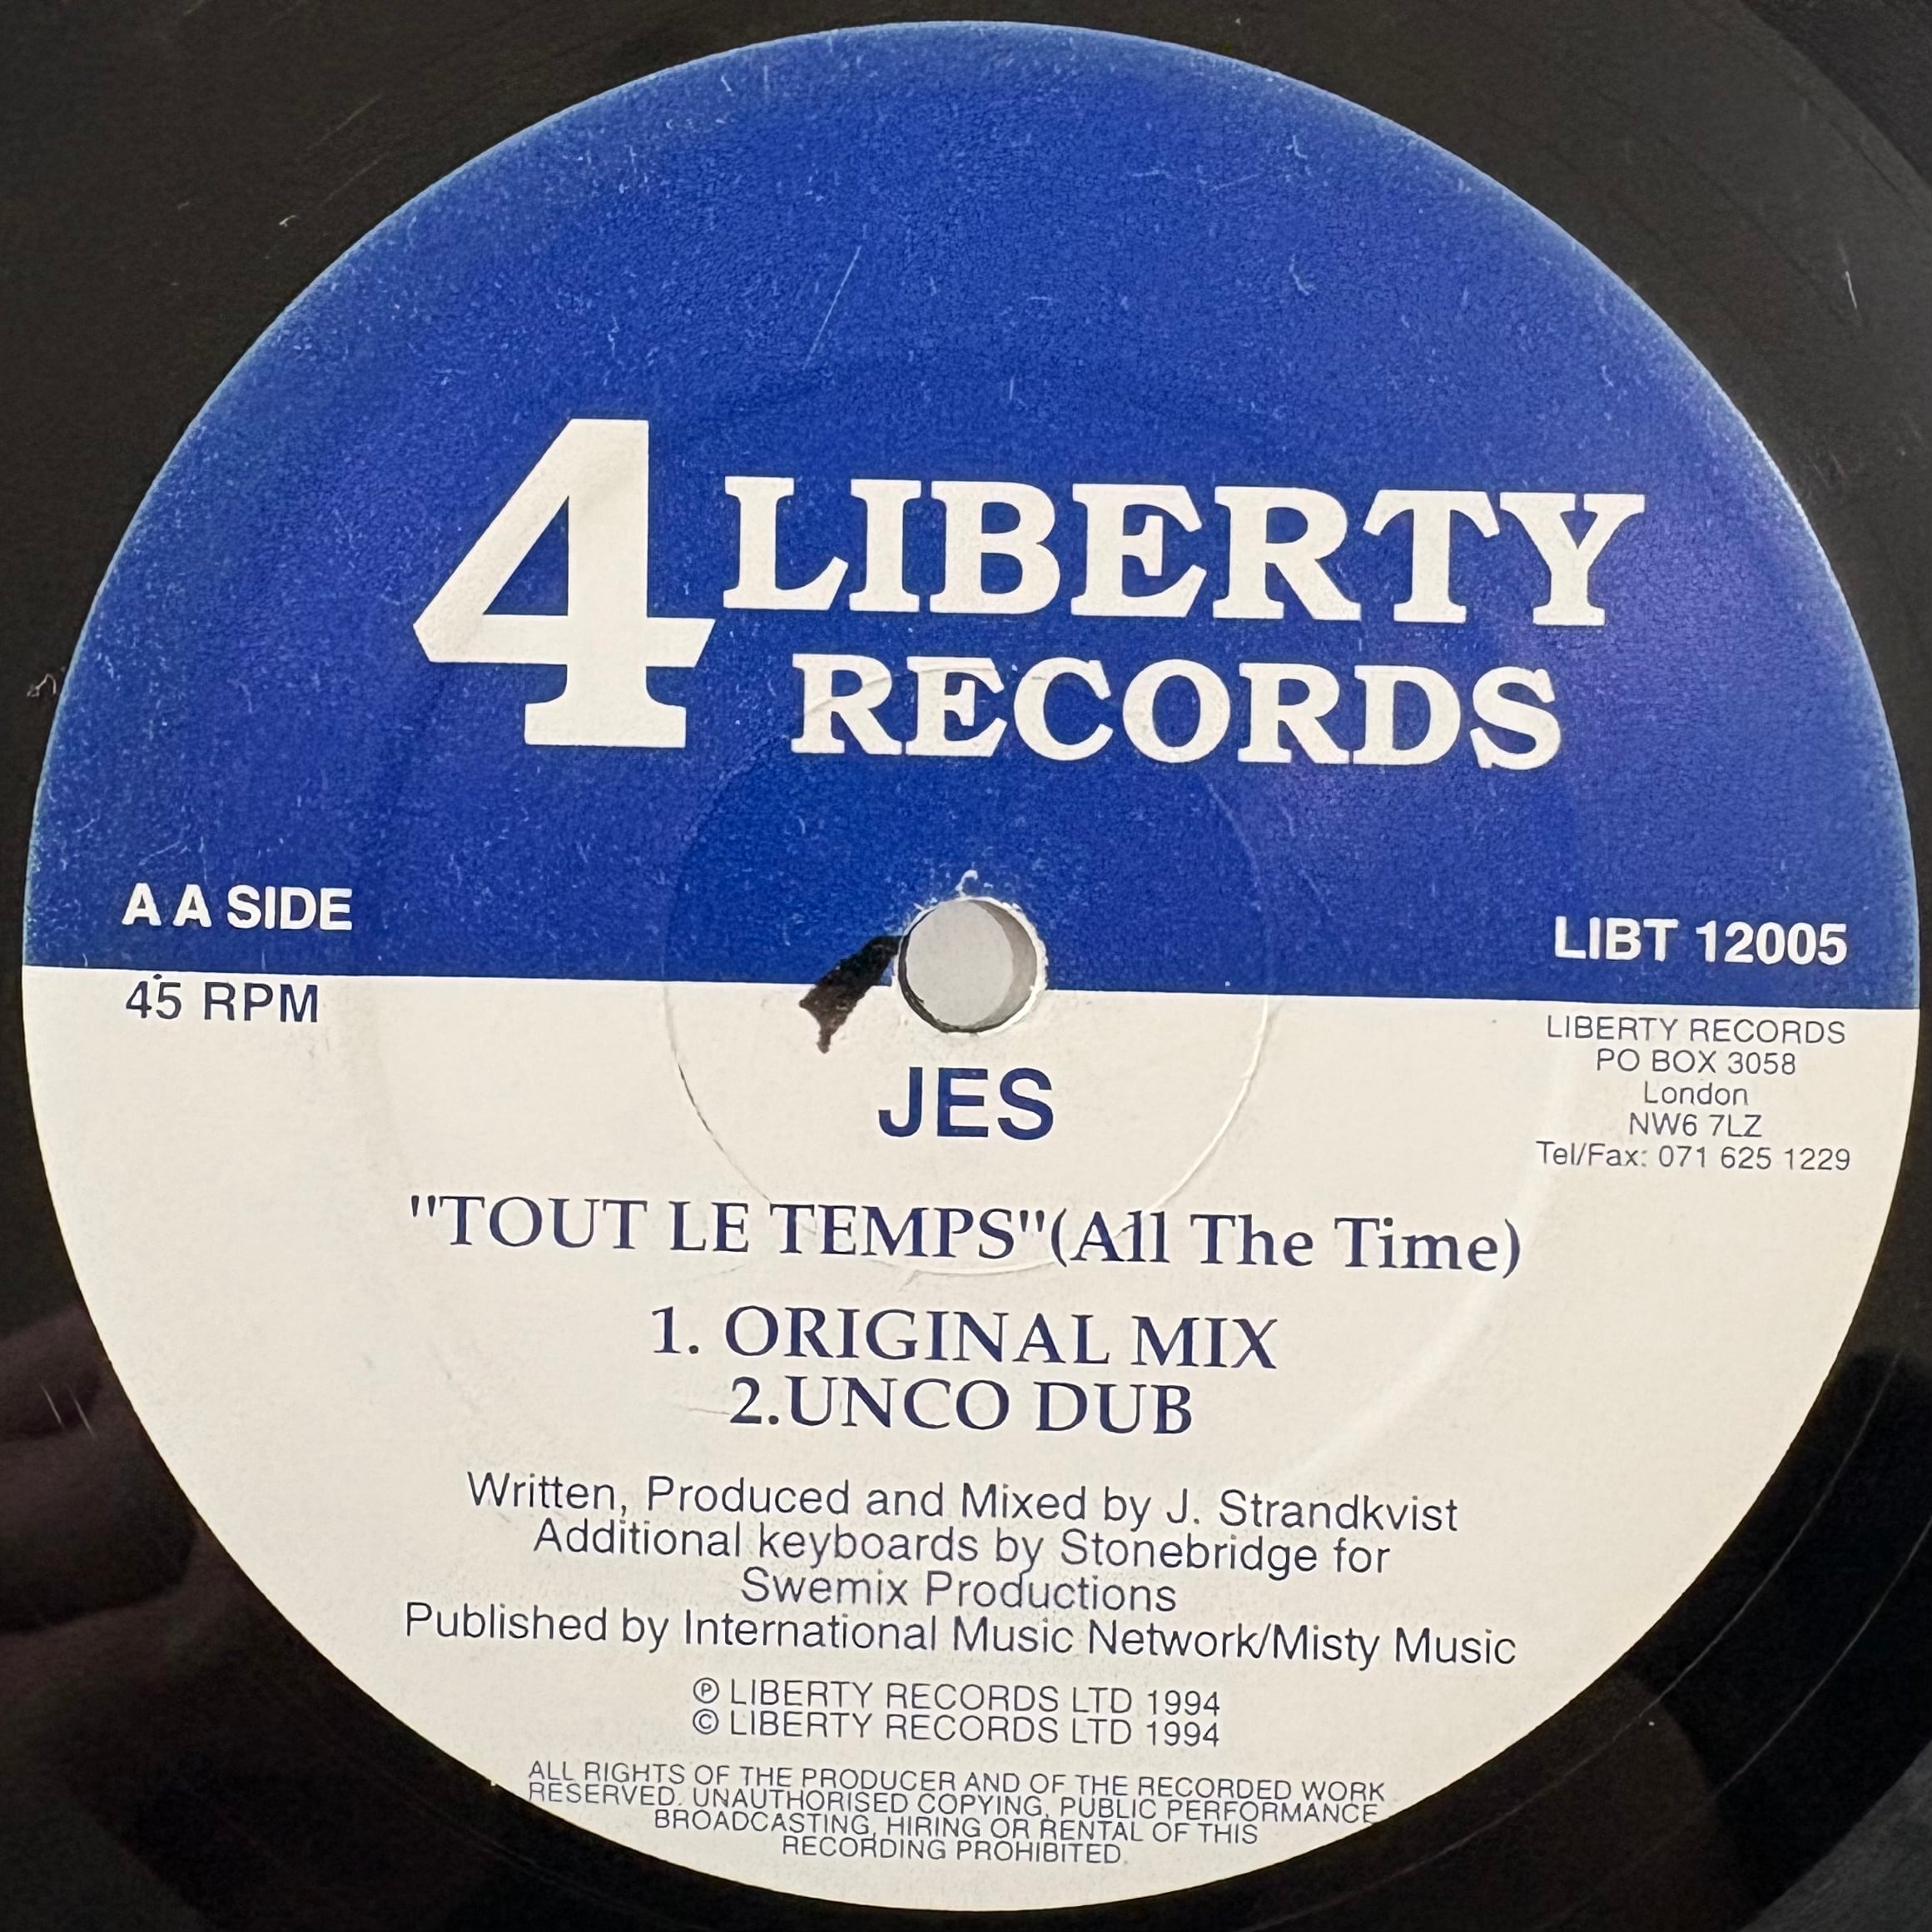 4 LIBERTY
RECORDS
A A SIDE
LIBT 12005
45 RPM
LIBERTY RECORDS
PO BOX 3058
London
NW6 7LZ
Tel/Fax: 071 625 1229
JES
"TOUT LE TEMPS"(All The Time)
1. ORIGINAL MIX
2.UNCO DUB
Written, Produced and Mixed by J. Strandkvist
Additional keyboards by Stonebridge for
Swemix Productions
Published by International Music Network/Misty Music
℗ LIBERTY RECORDS LTD 1994
© LIBERTY RECORDS LTD 1994
ALL RIGHTS OF THE PRODUCER AND OF THE RECORDED WORK
RESERVED. UNAUTHORISED COPYING, PUBLIC PERFORMANCE
BROADCASTING, HIRING OR RENTAL OF THIS
RECORDING PROHIBITED.